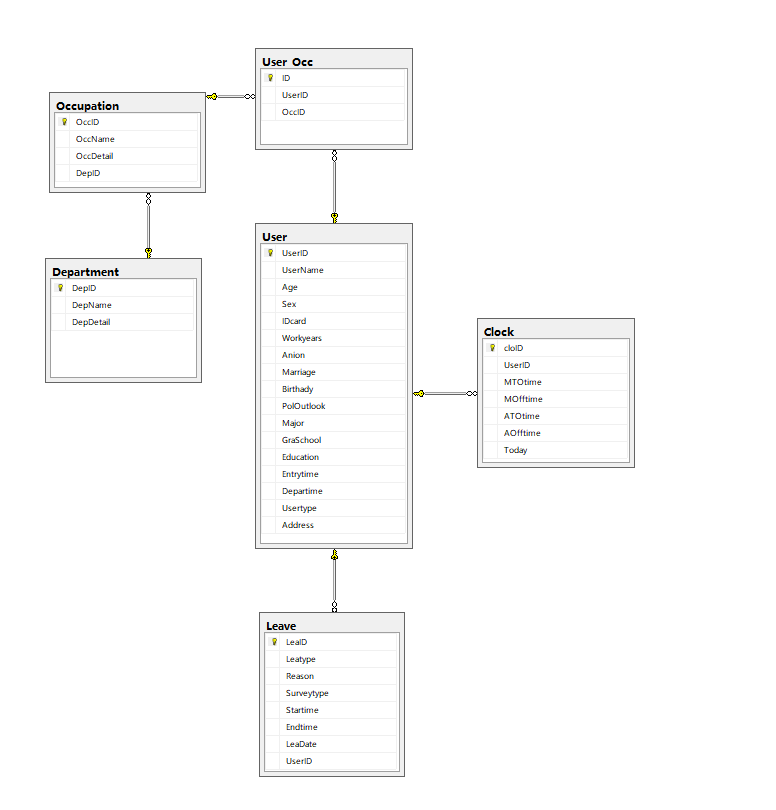 User_Occ
ID
UserID
OccID
Occupation
OccID
OccName
OccDetail
DepID
User
UserID
UserName
Age
Sex
IDcard
Workyears
Anion
Marriage
Birthady
PolOutlook
Major
GraSchool
Education
Entrytime
Departime
Usertype
Address
Department
DepID
DepName
DepDetail
Clock
cloID
UserID
MTOtime
MOfftime
ATOtime
AOfftime
Today
Leave
LeaID
Leatype
Reason
Surveytype
Startime
Endtime
LeaDate
UserID